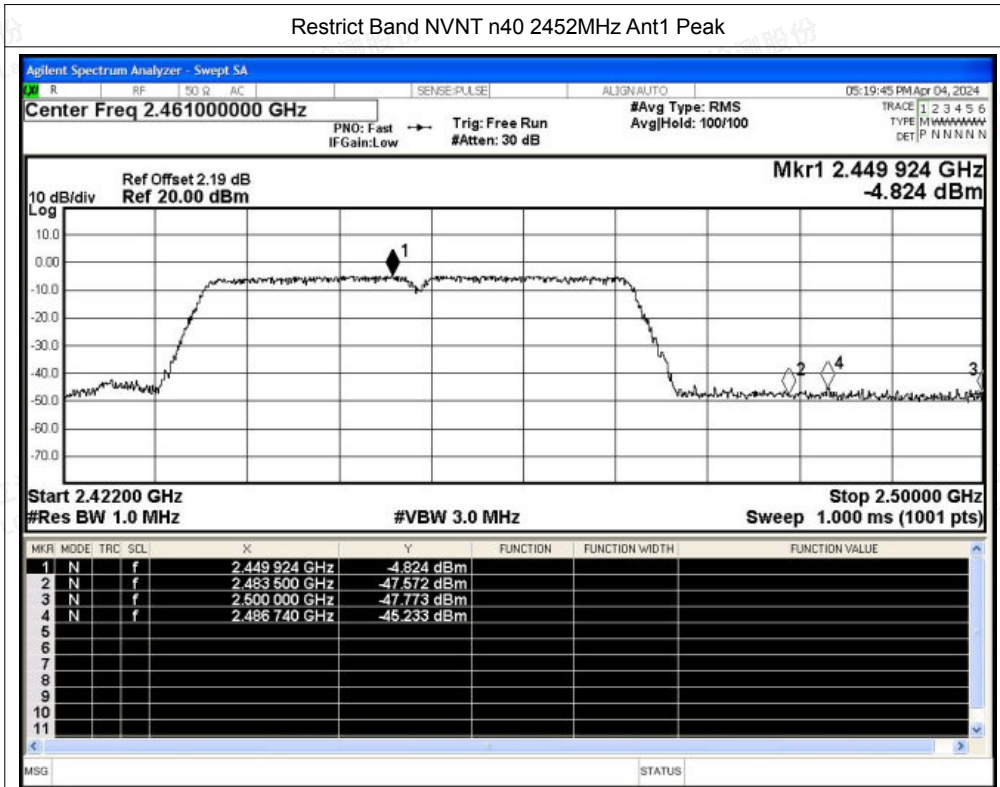 Restrict Band NVNT n40 2452MHz Ant1 Peak
Agilent Spectrum Analyzer - Swept SA
R RF 50 Ω AC SENSE:PULSE ALIGN AUTO 05:19:45 PM Apr 04, 2024
Center Freq 2.461000000 GHz
PNO: Fast
IFGain:Low
Trig: Free Run
#Atten: 30 dB
#Avg Type: RMS
Avg|Hold: 100/100
TRACE 1 2 3 4 5 6
TYPE M
DET P N N N N N
Mkr1 2.449 924 GHz
-4.824 dBm
Ref Offset 2.19 dB
10 dB/div Ref 20.00 dBm
Log
10.0
0.00
-10.0
-20.0
-30.0
-40.0
-50.0
-60.0
-70.0
1
2
4
3
Start 2.42200 GHz Stop 2.50000 GHz
#Res BW 1.0 MHz #VBW 3.0 MHz Sweep 1.000 ms (1001 pts)
MKR MODE TRC SCL X Y FUNCTION FUNCTION WIDTH FUNCTION VALUE
1 N f 2.449 924 GHz -4.824 dBm
2 N f 2.483 500 GHz -47.572 dBm
3 N f 2.500 000 GHz -47.773 dBm
4 N f 2.486 740 GHz -45.233 dBm
5
6
7
8
9
10
11
MSG STATUS